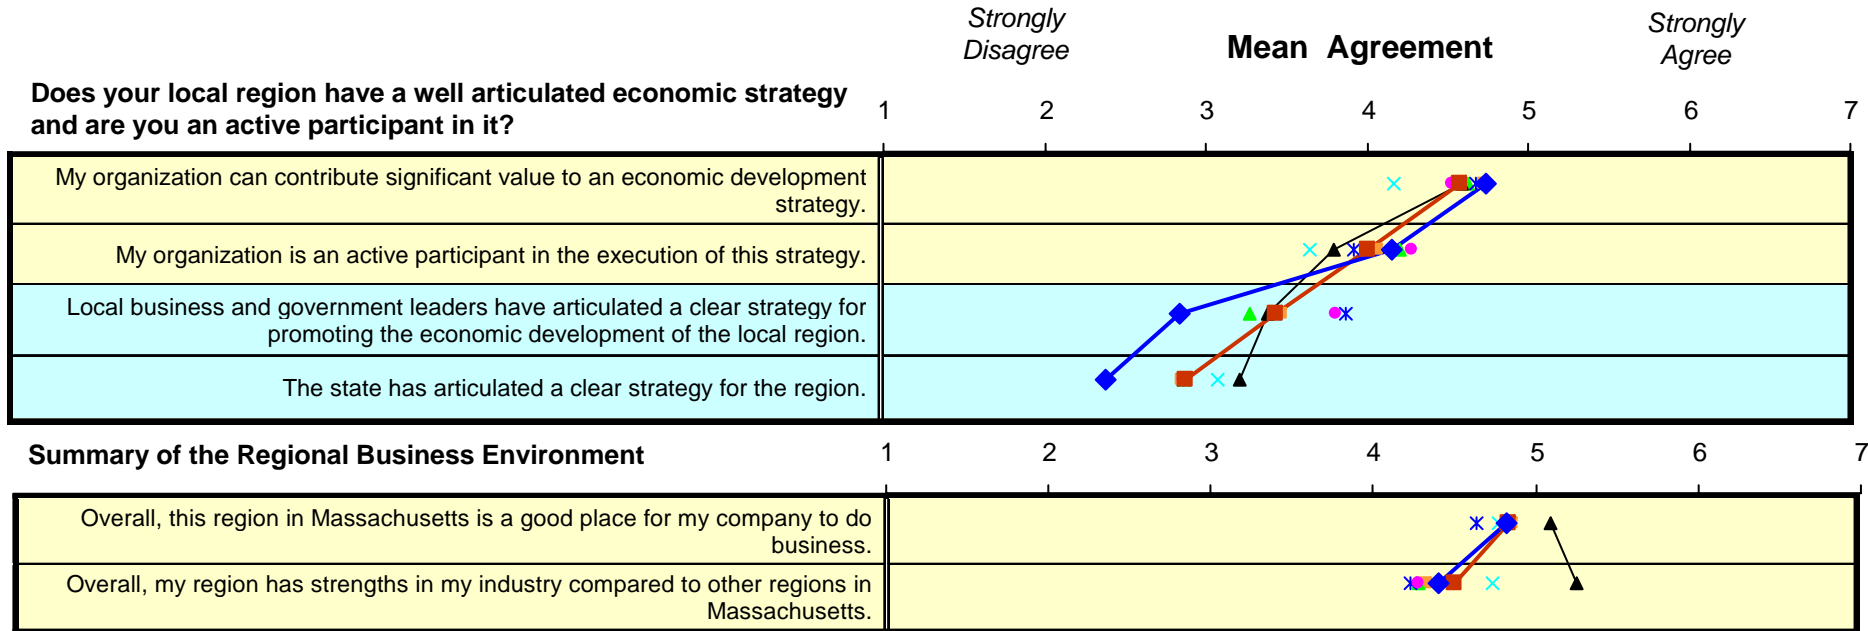 Strongly
Disagree
Mean Agreement
Strongly
Agree
Does your local region have a well articulated economic strategy
and are you an active participant in it?
1 2 3 4 5 6 7
My organization can contribute significant value to an economic development
strategy.
My organization is an active participant in the execution of this strategy.
Local business and government leaders have articulated a clear strategy for
promoting the economic development of the local region.
The state has articulated a clear strategy for the region.
Summary of the Regional Business Environment
1 2 3 4 5 6 7
Overall, this region in Massachusetts is a good place for my company to do
business.
Overall, my region has strengths in my industry compared to other regions in
Massachusetts.